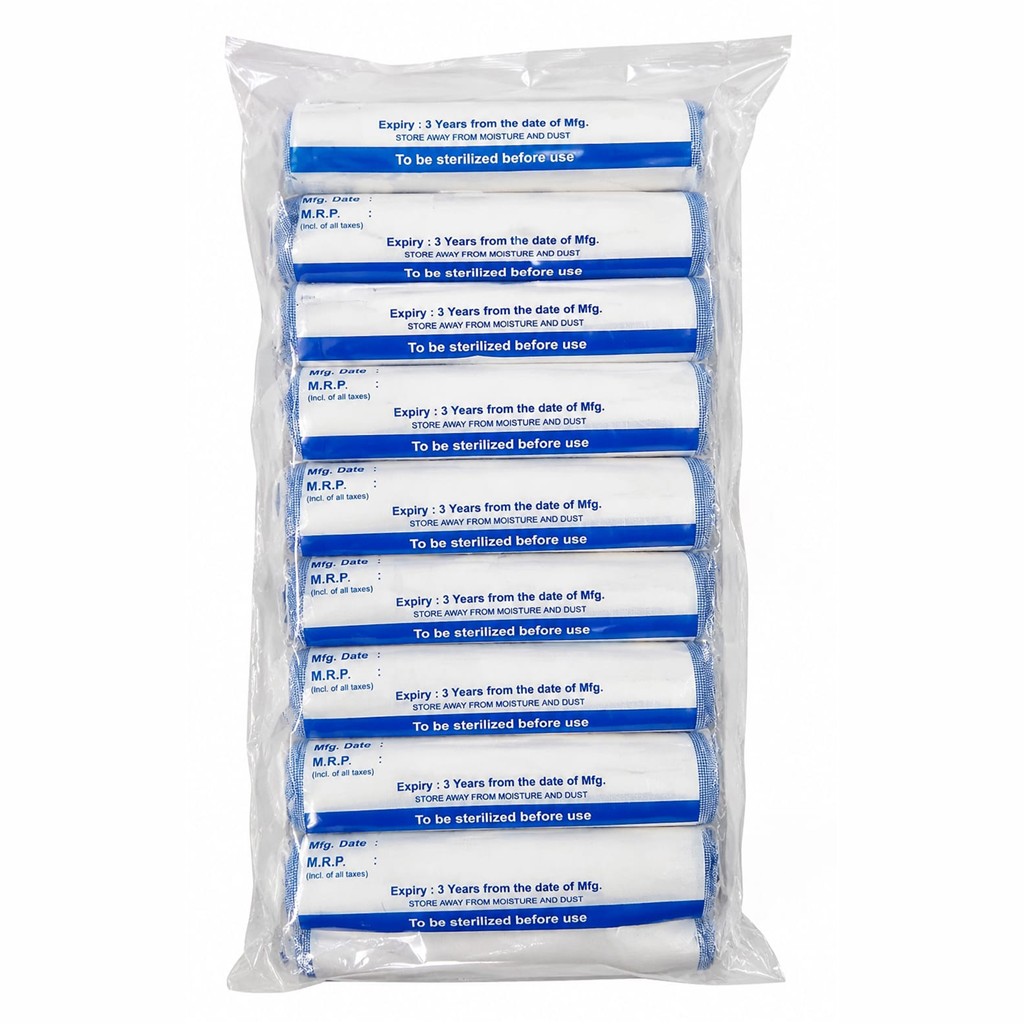 Expiry : 3 Years from the date of Mfg.
STORE AWAY FROM MOISTURE AND DUST
To be sterilized before use
Mfg. Date :
M.R.P. :
(Incl. of all taxes)
Expiry : 3 Years from the date of Mfg.
STORE AWAY FROM MOISTURE AND DUST
To be sterilized before use
Expiry : 3 Years from the date of Mfg.
STORE AWAY FROM MOISTURE AND DUST
To be sterilized before use
Mfg. Date :
M.R.P. :
(Incl. of all taxes)
Expiry : 3 Years from the date of Mfg.
STORE AWAY FROM MOISTURE AND DUST
To be sterilized before use
Mfg. Date :
M.R.P. :
(Incl. of all taxes)
Expiry : 3 Years from the date of Mfg.
STORE AWAY FROM MOISTURE AND DUST
To be sterilized before use
Mfg. Date :
M.R.P. :
(Incl. of all taxes)
Expiry : 3 Years from the date of Mfg.
STORE AWAY FROM MOISTURE AND DUST
To be sterilized before use
Mfg. Date :
M.R.P. :
(Incl. of all taxes)
Expiry : 3 Years from the date of Mfg.
STORE AWAY FROM MOISTURE AND DUST
To be sterilized before use
Mfg. Date :
M.R.P. :
(Incl. of all taxes)
Expiry : 3 Years from the date of Mfg.
STORE AWAY FROM MOISTURE AND DUST
To be sterilized before use
Mfg. Date :
M.R.P. :
(Incl. of all taxes)
Expiry : 3 Years from the date of Mfg.
STORE AWAY FROM MOISTURE AND DUST
To be sterilized before use